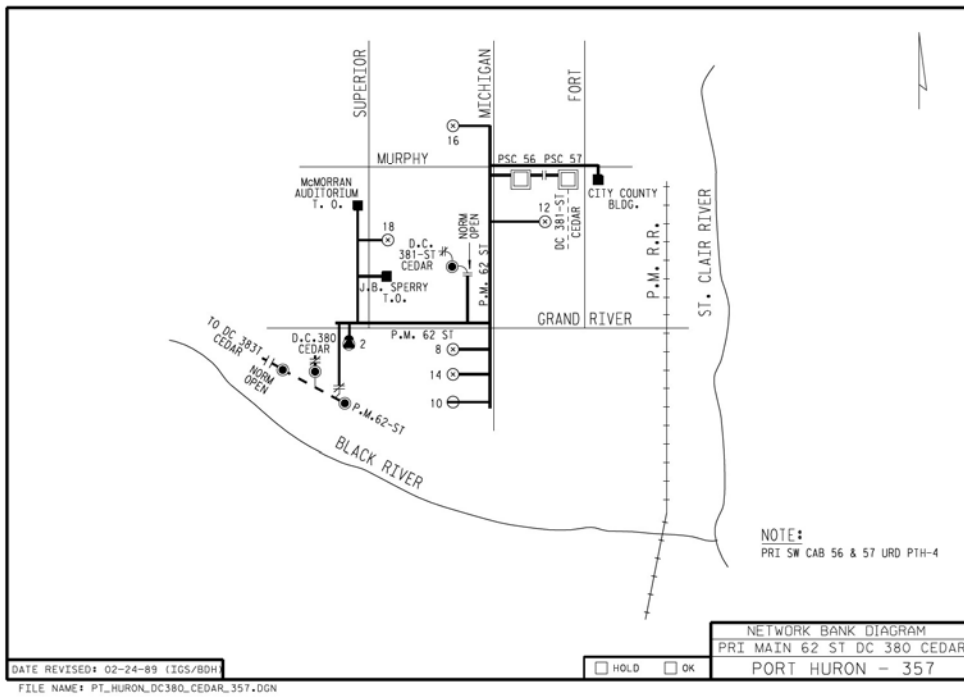 SUPERIOR
MICHIGAN
FORT
16
MURPHY
PSC 56
PSC 57
McMORRAN
AUDITORIUM
T. O.
CITY COUNTY
BLDG.
18
12
NORM
OPEN
D.C.
381-ST
CEDAR
DC 381-ST
CEDAR
P.M. 62 ST
J.B. SPERRY
T.O.
P.M. R.R.
ST. CLAIR RIVER
GRAND RIVER
P.M. 62 ST
TO DC 383T
CEDAR
D.C.380
CEDAR
2
8
NORM
OPEN
14
10
P.M.62-ST
BLACK RIVER
NOTE:
PRI SW CAB 56 & 57 URD PTH-4
NETWORK BANK DIAGRAM
PRI MAIN 62 ST DC 380 CEDAR
PORT HURON - 357
HOLD
OK
DATE REVISED: 02-24-89 (IGS/BDH)
FILE NAME: PT_HURON_DC380_CEDAR_357.DGN